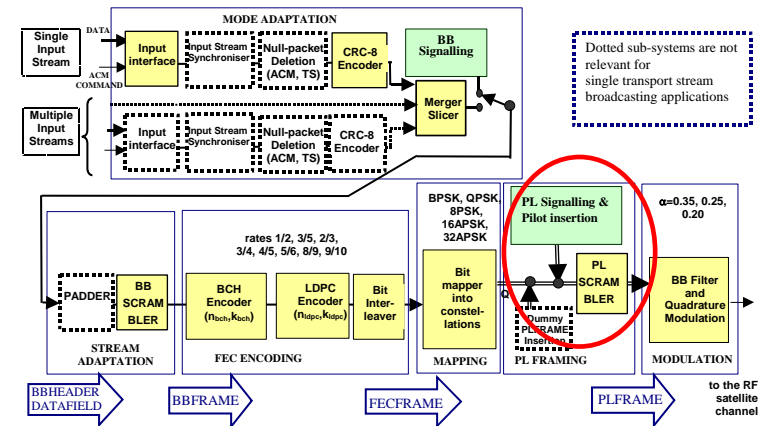 MODE ADAPTATION
Single
Input
Stream
DATA
ACM
COMMAND
Input
interface
Input Stream
Synchroniser
Null-packet
Deletion
(ACM, TS)
CRC-8
Encoder
BB
Signalling
Merger
Slicer
Multiple
Input
Streams
Input
interface
Input Stream
Synchroniser
Null-packet
Deletion
(ACM, TS)
CRC-8
Encoder
Dotted sub-systems are not
relevant for
single transport stream
broadcasting applications
PADDER
BB
SCRAM
BLER
STREAM
ADAPTATION
rates 1/2, 3/5, 2/3,
3/4, 4/5, 5/6, 8/9, 9/10
BCH
Encoder
(nbch,kbch)
LDPC
Encoder
(nldpc,kldpc)
Bit
Inter-
leaver
FEC ENCODING
BPSK, QPSK,
8PSK,
16APSK,
32APSK
Bit
mapper
into
constel-
lations
MAPPING
PL Signalling &
Pilot insertion
Q
PL
SCRAM
BLER
Dummy
PLFRAME
Insertion
PL FRAMING
α=0.35, 0.25,
0.20
BB Filter
and
Quadrature
Modulation
MODULATION
BBHEADER
DATAFIELD
BBFRAME
FECFRAME
PLFRAME
to the RF
satellite
channel